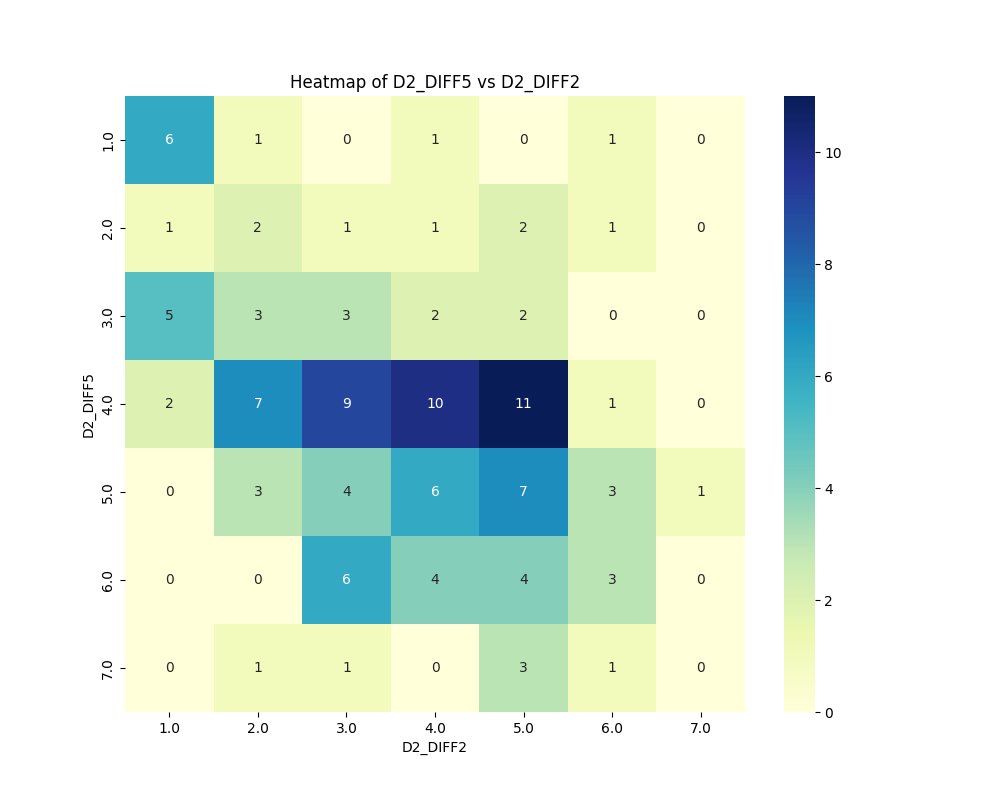 Heatmap of D2_DIFF5 vs D2_DIFF2
1.0 6 1 0 1 0 1 0
2.0 1 2 1 1 2 1 0
3.0 5 3 3 2 2 0 0
4.0 2 7 9 10 11 1 0
5.0 0 3 4 6 7 3 1
6.0 0 0 6 4 4 3 0
7.0 0 1 1 0 3 1 0
1.0 2.0 3.0 4.0 5.0 6.0 7.0
D2_DIFF2
D2_DIFF5
10
8
6
4
2
0